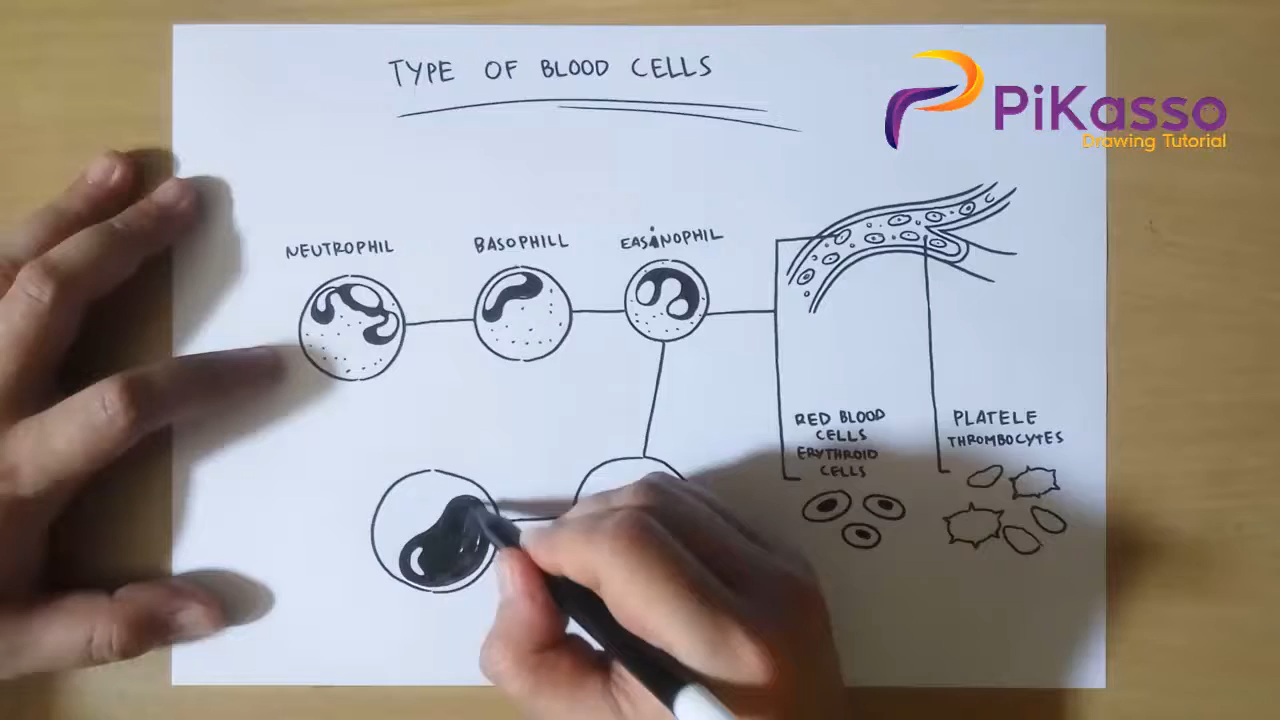 TYPE OF BLOOD CELLS
PiKasso
Drawing Tutorial
NEUTROPHIL
BASOPHILL
EASINOPHIL
RED BLOOD
CELLS
ERYTHROID
CELLS
PLATELE
THROMBOCYTES